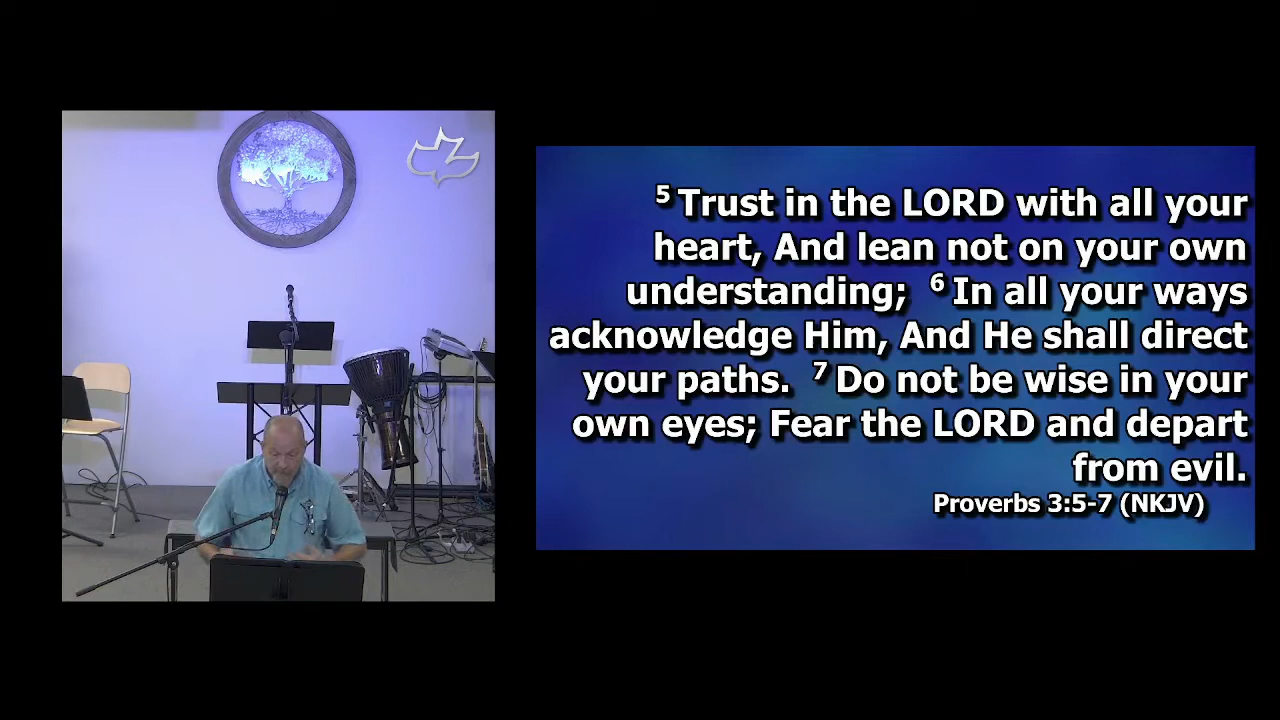 5 Trust in the LORD with all your
heart, And lean not on your own
understanding; 6 In all your ways
acknowledge Him, And He shall direct
your paths. 7 Do not be wise in your
own eyes; Fear the LORD and depart
from evil.
Proverbs 3:5-7 (NKJV)